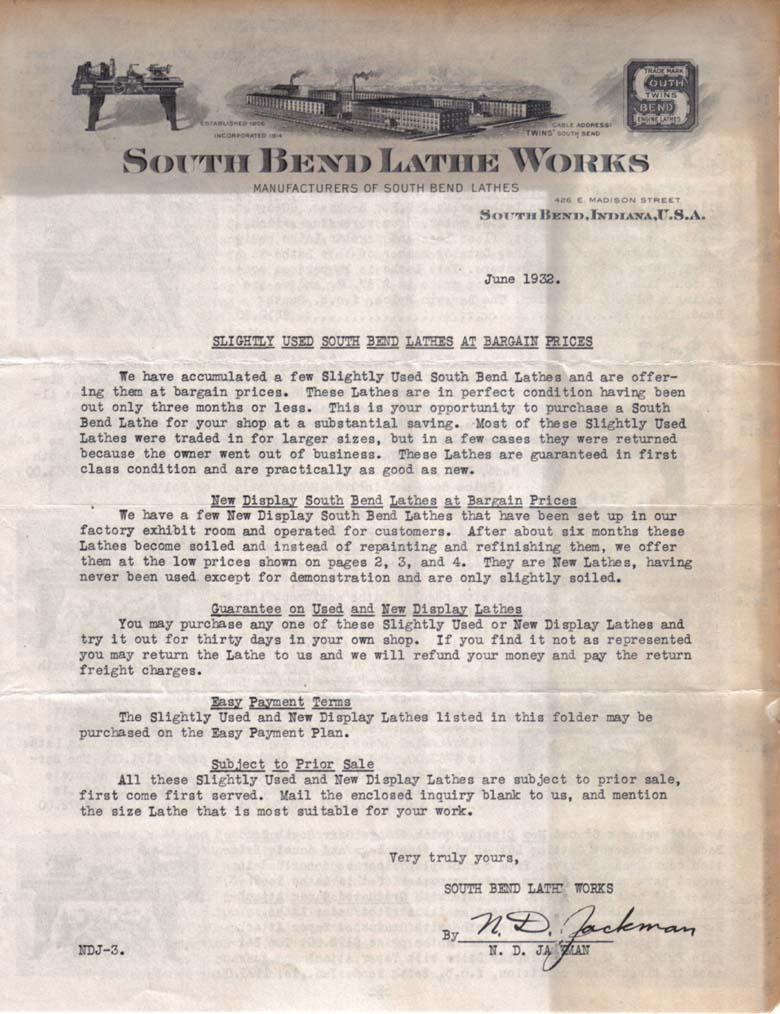 TRADE MARK
SOUTH
TWINS
BEND
ENGINE LATHES
ESTABLISHED 1906
INCORPORATED 1914
CABLE ADDRESS:
"TWINS" SOUTH BEND
SOUTH BEND LATHE WORKS
MANUFACTURERS OF SOUTH BEND LATHES
426 E. MADISON STREET
SOUTH BEND, INDIANA, U.S.A.
June 1932.
SLIGHTLY USED SOUTH BEND LATHES AT BARGAIN PRICES
We have accumulated a few Slightly Used South Bend Lathes and are offer-
ing them at bargain prices. These Lathes are in perfect condition having been
out only three months or less. This is your opportunity to purchase a South
Bend Lathe for your shop at a substantial saving. Most of these Slightly Used
Lathes were traded in for larger sizes, but in a few cases they were returned
because the owner went out of business. These Lathes are guaranteed in first
class condition and are practically as good as new.
New Display South Bend Lathes at Bargain Prices
We have a few New Display South Bend Lathes that have been set up in our
factory exhibit room and operated for customers. After about six months these
Lathes become soiled and instead of repainting and refinishing them, we offer
them at the low prices shown on pages 2, 3, and 4. They are New Lathes, having
never been used except for demonstration and are only slightly soiled.
Guarantee on Used and New Display Lathes
You may purchase any one of these Slightly Used or New Display Lathes and
try it out for thirty days in your own shop. If you find it not as represented
you may return the Lathe to us and we will refund your money and pay the return
freight charges.
Easy Payment Terms
The Slightly Used and New Display Lathes listed in this folder may be
purchased on the Easy Payment Plan.
Subject to Prior Sale
All these Slightly Used and New Display Lathes are subject to prior sale,
first come first served. Mail the enclosed inquiry blank to us, and mention
the size Lathe that is most suitable for your work.
Very truly yours,
SOUTH BEND LATHE WORKS
By N. D. Jackman
N. D. JACKMAN
NDJ-3.